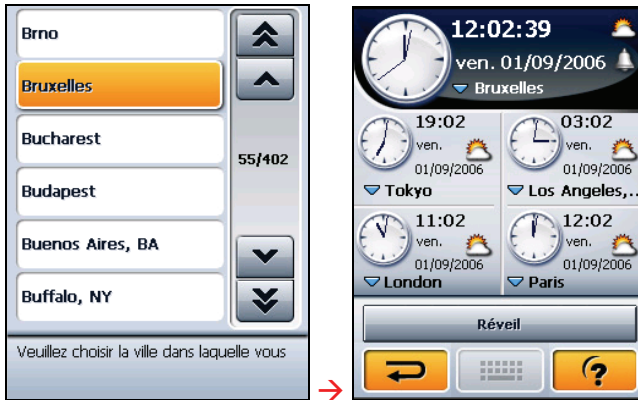 Brno
Bruxelles
Bucharest
Budapest
Buenos Aires, BA
Buffalo, NY
55/402
Veuillez choisir la ville dans laquelle vous
→
12:02:39
ven. 01/09/2006
Bruxelles
19:02
ven.
01/09/2006
Tokyo
03:02
ven.
01/09/2006
Los Angeles,..
11:02
ven.
01/09/2006
London
12:02
ven.
01/09/2006
Paris
Réveil
?